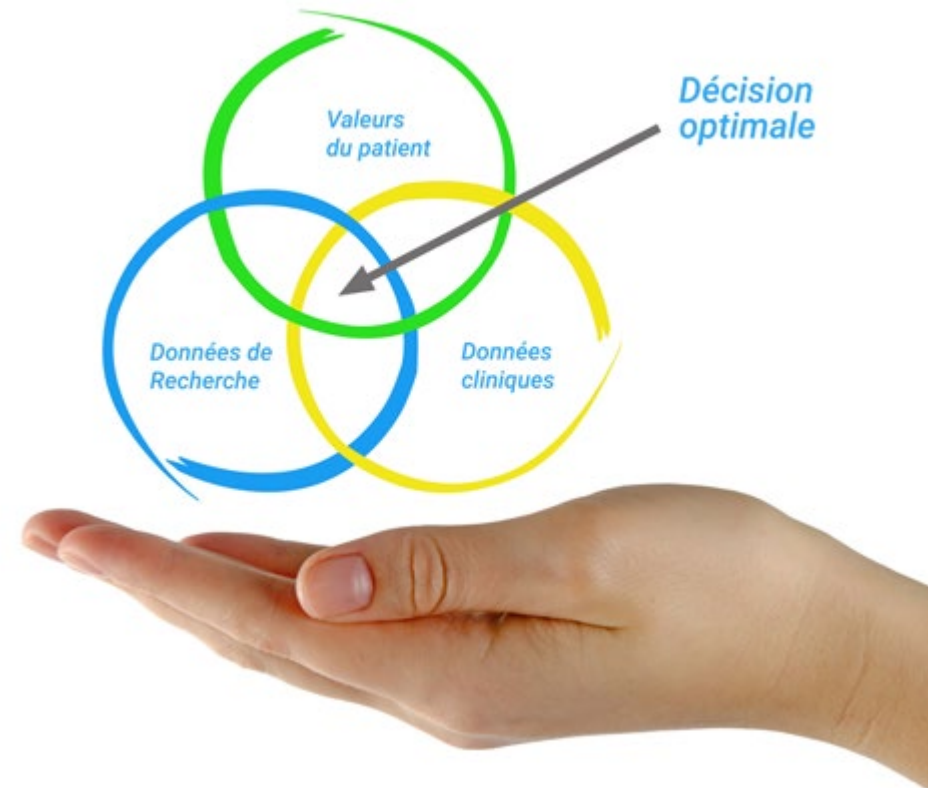 Décision
optimale
Valeurs
du patient
Données de
Recherche
Données
cliniques